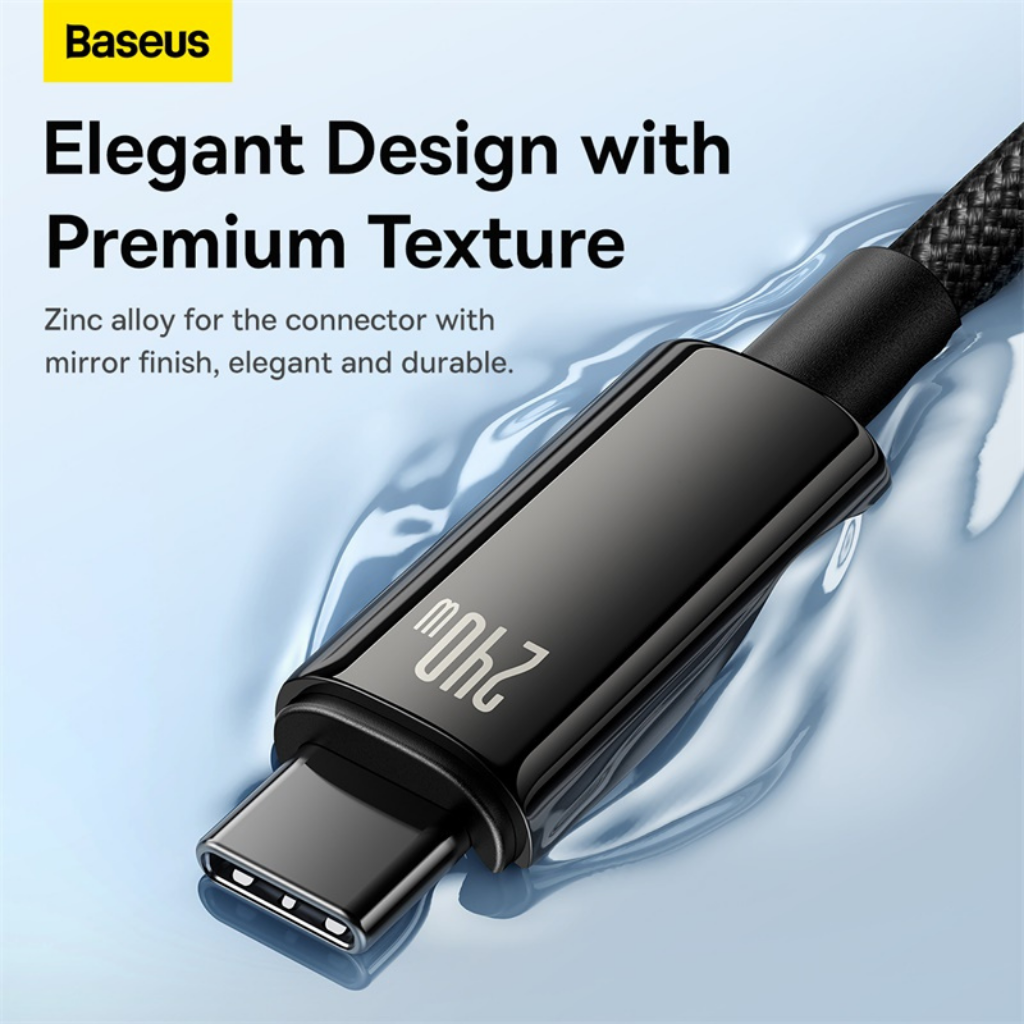 Baseus
Elegant Design with
Premium Texture
Zinc alloy for the connector with
mirror finish, elegant and durable.
240W